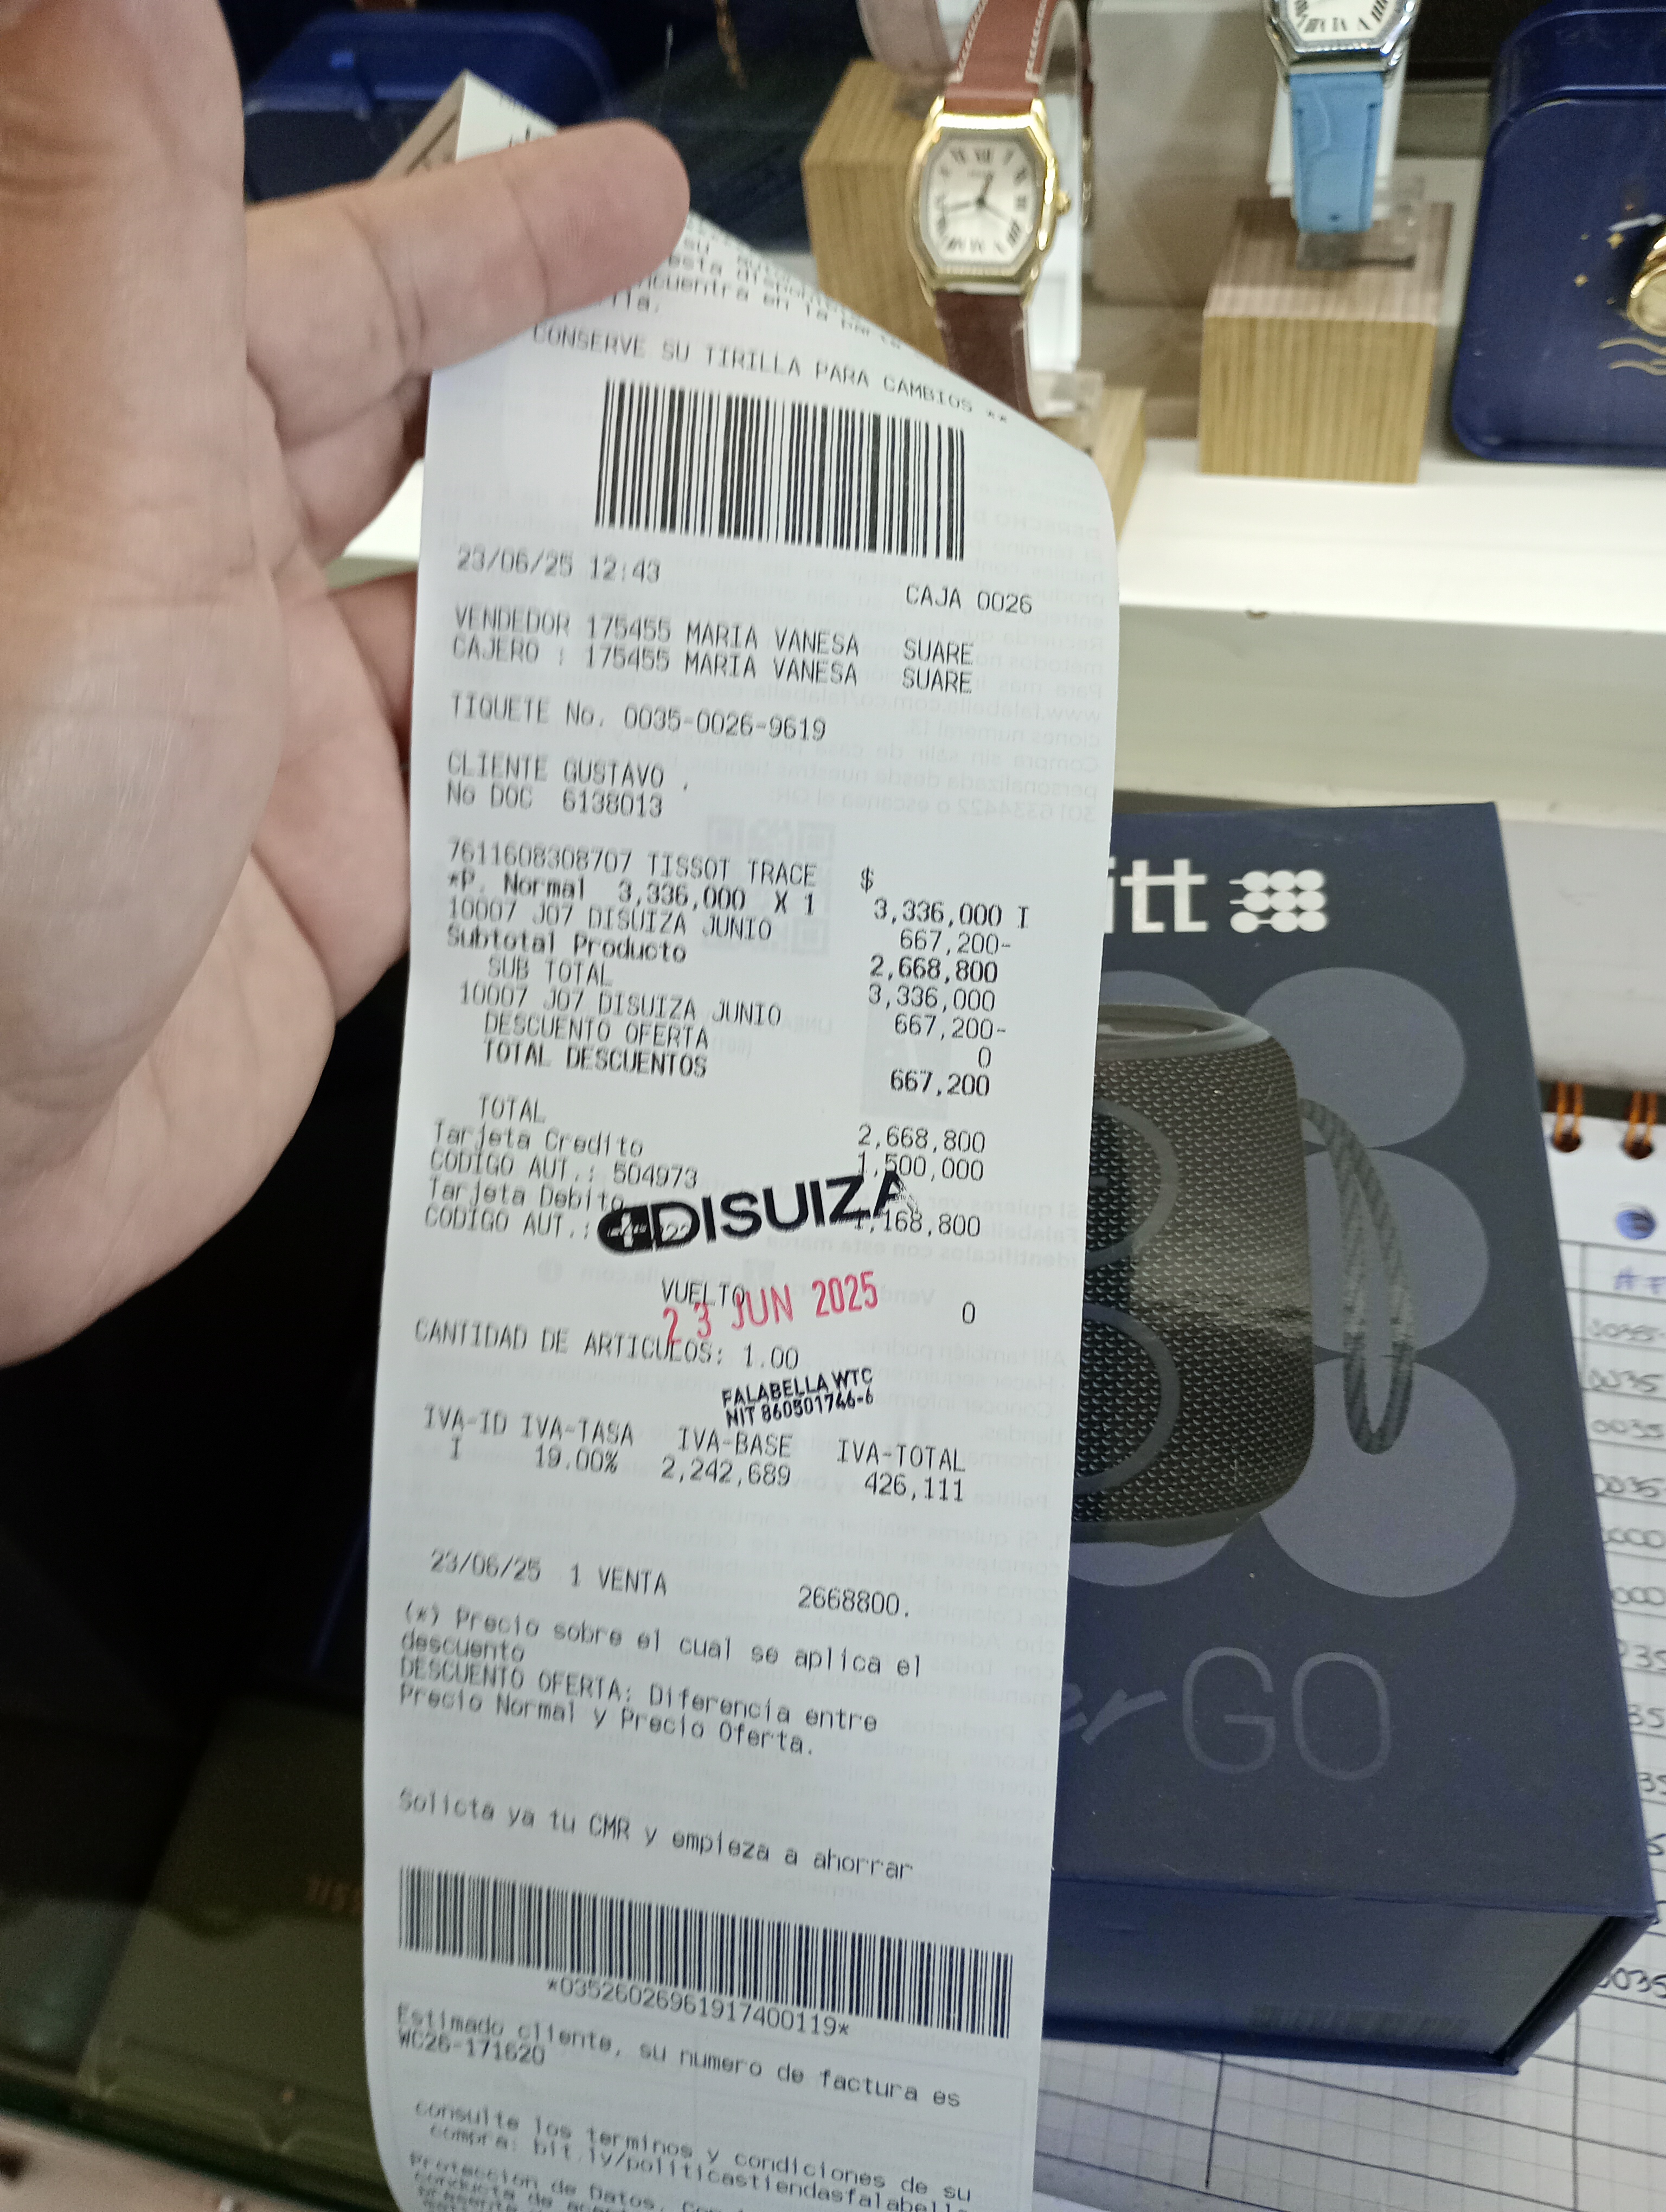 CONSERVE SU TIRILLA PARA CAMBIOS **
23/06/25 12:43
CAJA 0026
VENDEDOR 175455 MARIA VANESA SUARE
CAJERO : 175455 MARIA VANESA SUARE
TIQUETE No. 0035-0026-9619
CLIENTE GUSTAVO .
No DOC 6138013
7611608308707 TISSOT TRACE $
*P. Normal 3,336,000 X 1 3,336,000 I
10007 J07 DISUIZA JUNIO 667,200-
Subtotal Producto 2,668,800
SUB TOTAL 3,336,000
10007 J07 DISUIZA JUNIO 667,200-
DESCUENTO OFERTA 0
TOTAL DESCUENTOS 667,200
TOTAL 2,668,800
Tarjeta Credito 1,500,000
CODIGO AUT.: 504973
Tarjeta Debito 1,168,800
CODIGO AUT.:
DISUIZA
VUELTO 0
23 JUN 2025
CANTIDAD DE ARTICULOS: 1.00
FALABELLA WTC
NIT 860501746-6
IVA-ID IVA-TASA IVA-BASE IVA-TOTAL
I 19.00% 2,242,689 426,111
23/06/25 1 VENTA 2668800.
(*) Precio sobre el cual se aplica el
descuento
DESCUENTO OFERTA: Diferencia entre
Precio Normal y Precio Oferta.
Solicta ya tu CMR y empieza a ahorrar
*03526026961917400119*
Estimado cliente, su numero de factura es
WC26-171620
consulte los terminos y condiciones de su
compra: bit.ly/politicastiendasfalabell
Proteccion de Datos.
itt
GO